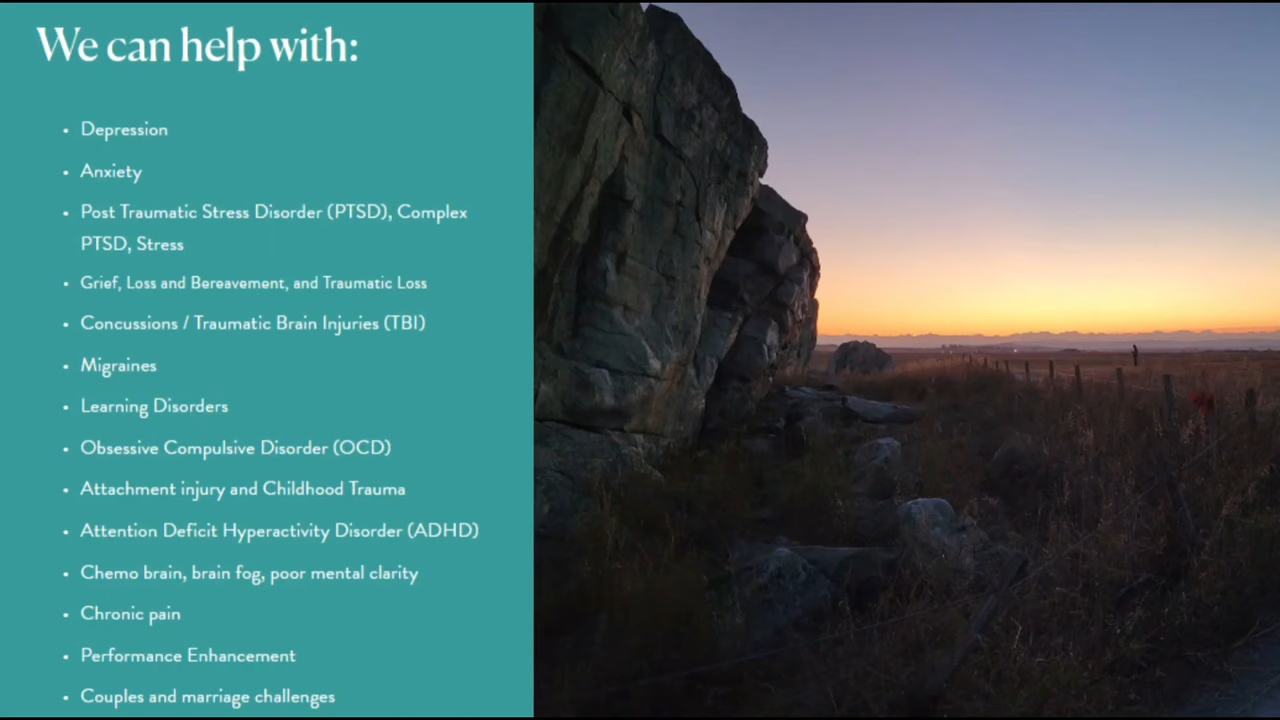 We can help with:
• Depression
• Anxiety
• Post Traumatic Stress Disorder (PTSD), Complex
PTSD, Stress
• Grief, Loss and Bereavement, and Traumatic Loss
• Concussions / Traumatic Brain Injuries (TBI)
• Migraines
• Learning Disorders
• Obsessive Compulsive Disorder (OCD)
• Attachment injury and Childhood Trauma
• Attention Deficit Hyperactivity Disorder (ADHD)
• Chemo brain, brain fog, poor mental clarity
• Chronic pain
• Performance Enhancement
• Couples and marriage challenges